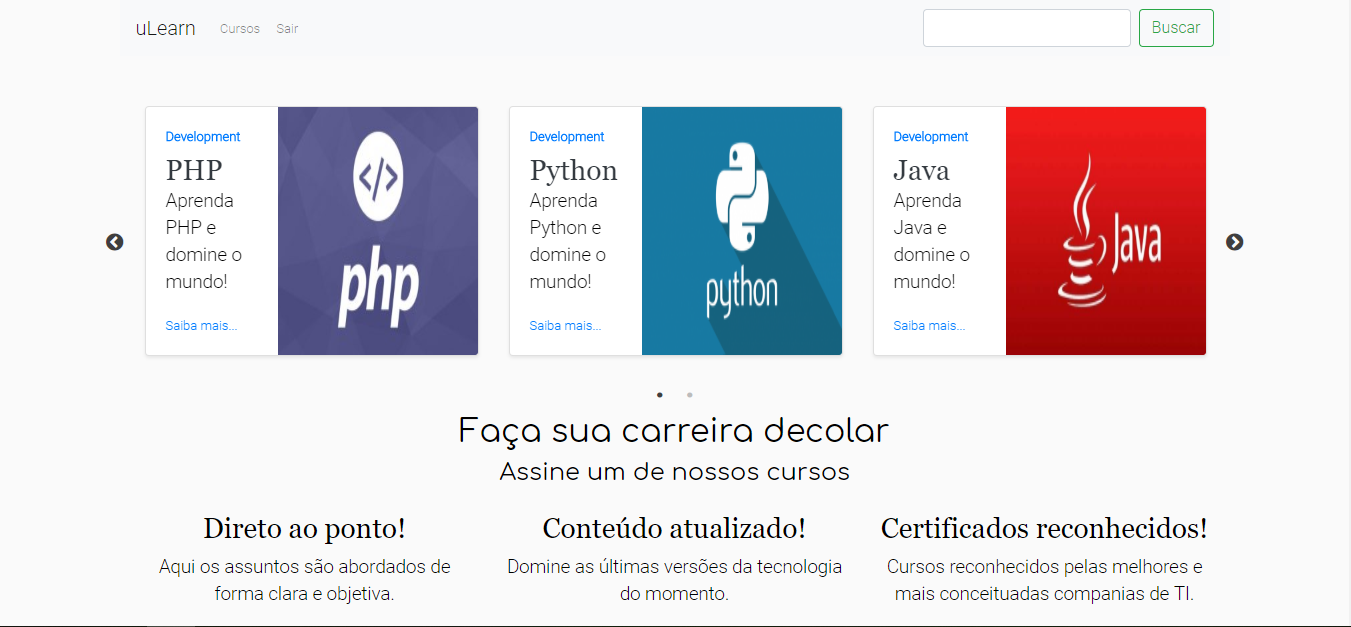 uLearn Cursos Sair Buscar
Development
PHP
Aprenda
PHP e
domine o
mundo!
Saiba mais...
</>
php
Development
Python
Aprenda
Python e
domine o
mundo!
Saiba mais...
python
Development
Java
Aprenda
Java e
domine o
mundo!
Saiba mais...
Java
Faça sua carreira decolar
Assine um de nossos cursos
Direto ao ponto!
Aqui os assuntos são abordados de
forma clara e objetiva.
Conteúdo atualizado!
Domine as últimas versões da tecnologia
do momento.
Certificados reconhecidos!
Cursos reconhecidos pelas melhores e
mais conceituadas companias de TI.